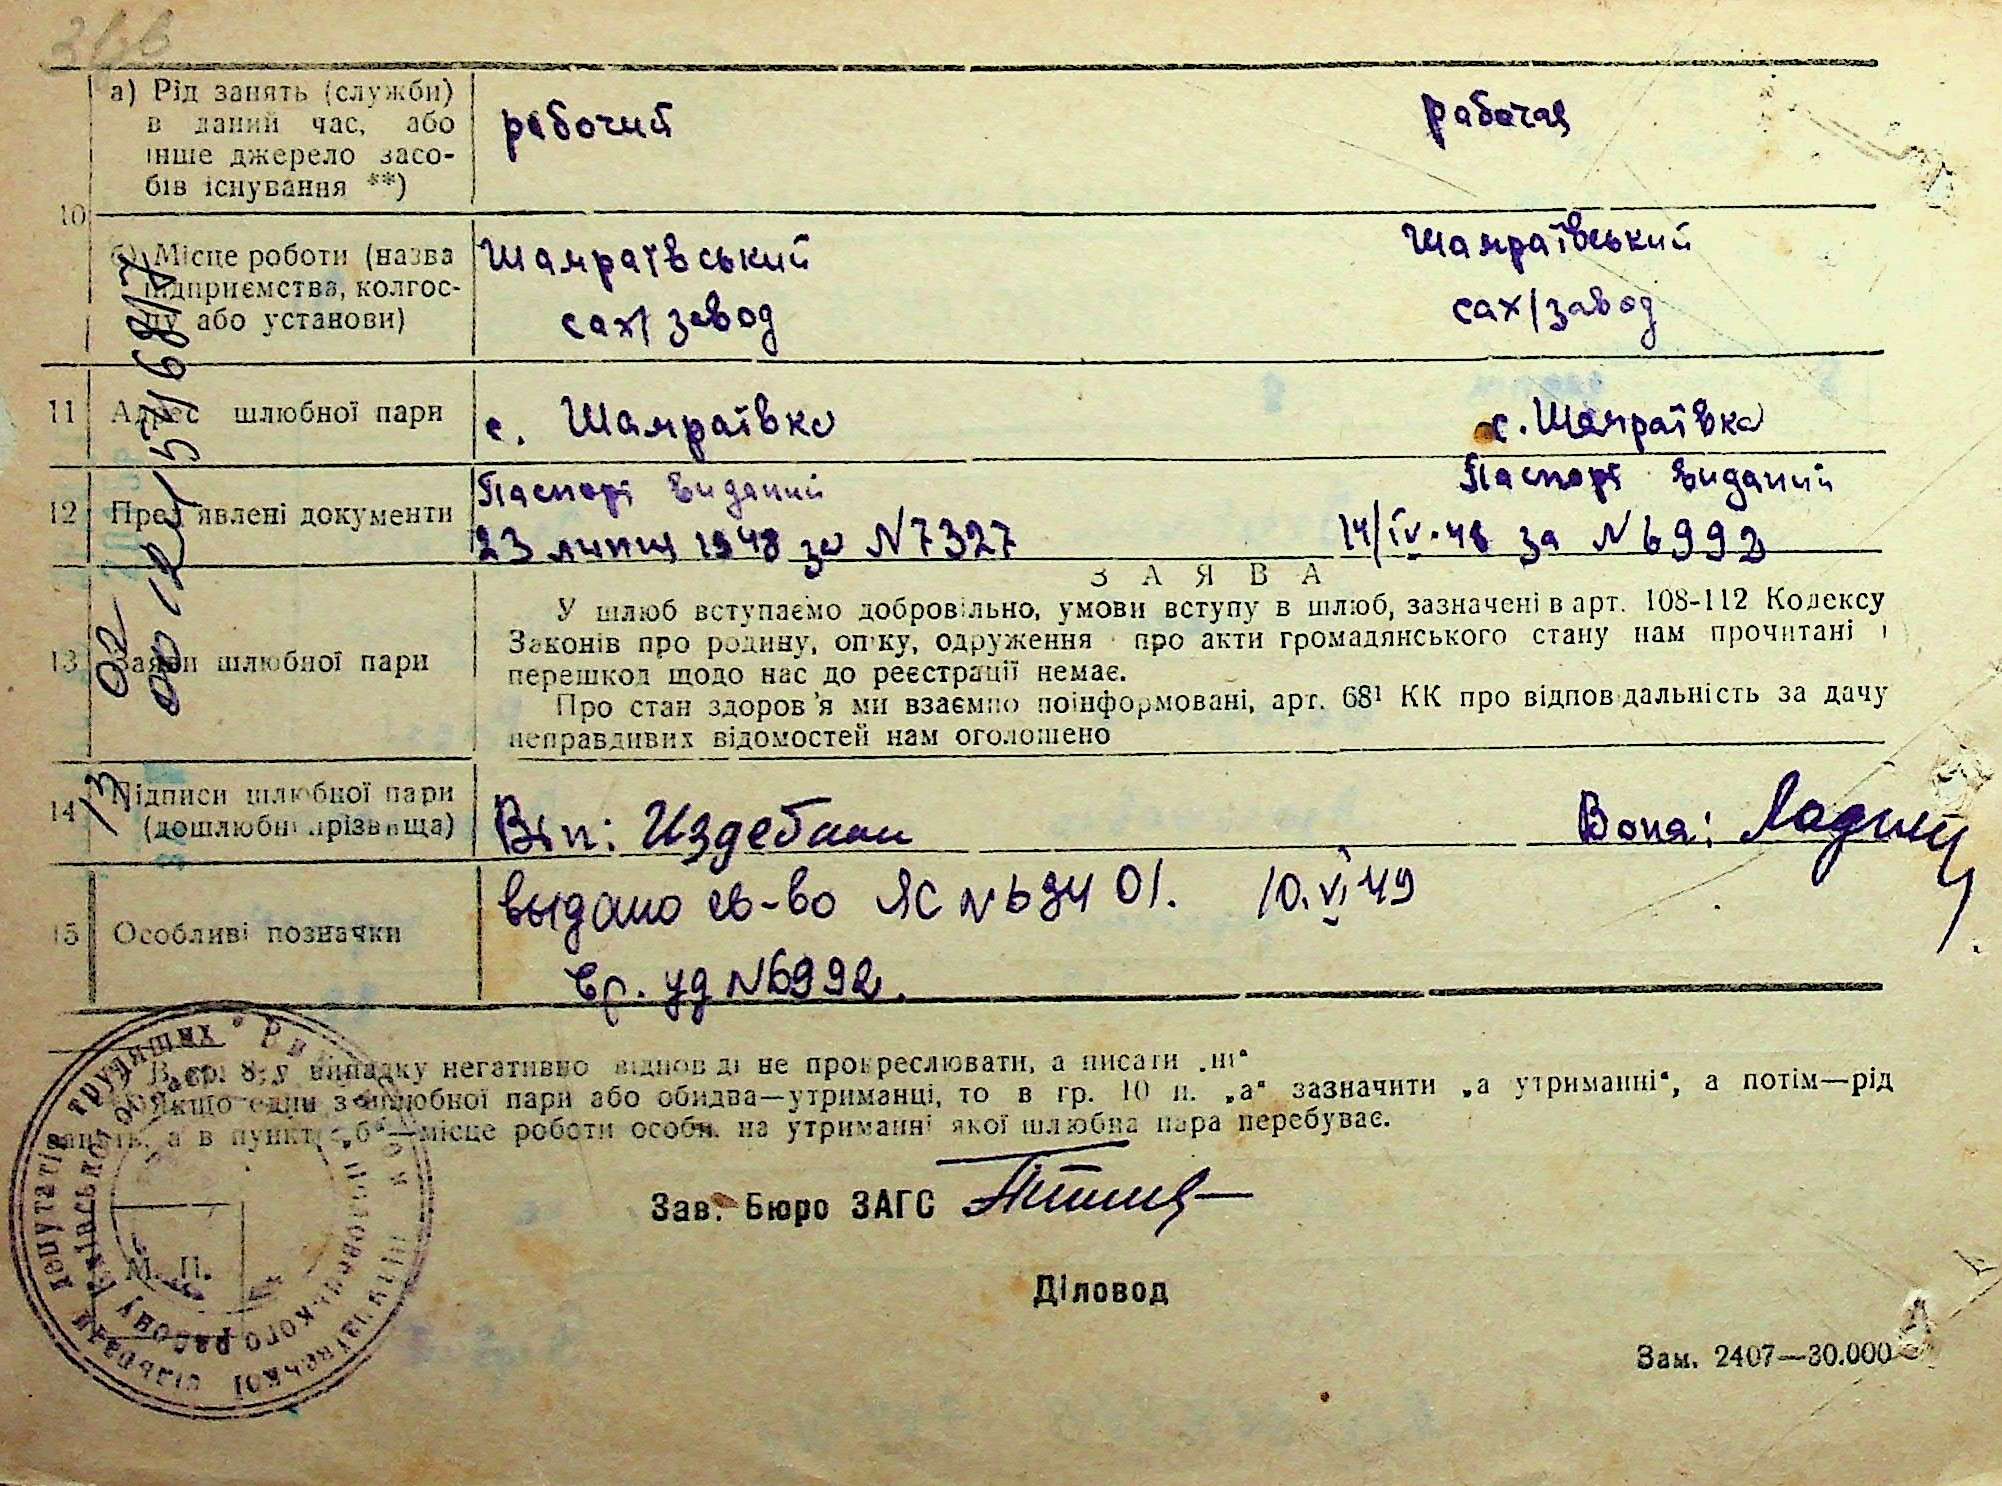 а) Рід занять (служби)
в даний час, або
інше джерело засо-
бів існування **)
рабочий
рабочая
10
б) Місце роботи (назва
підприємства, колгос-
пу або установи)
Шамраївський
сах/завод
Шамраївський
сах/завод
11 Адрес шлюбної пари
с. Шамраївка
с. Шамраївка
12 Пред'явлені документи
Паспорт виданий
23 липня 1948 за N7327
Паспорт виданий
14/IV-48 за N6992
13 Заяви шлюбної пари
ЗАЯВА
У шлюб вступаємо добровільно, умови вступу в шлюб, зазначені в арт. 108-112 Кодексу
Законів про родину, опіку, одруження про акти громадянського стану нам прочитані і
перешкод щодо нас до реєстрації немає.
Про стан здоров'я ми взаємно поінформовані, арт. 68¹ КК про відповідальність за дачу
неправдивих відомостей нам оголошено
14 Підписи шлюбної пари
(дошлюбні прізвища)
Він:
Вона:
15 Особливі позначки
выдано св-во ЯС N63401. 10.VI 49
уд N6992.
В гр. 8, у випадку негативно відповіді не прокреслювати, а писати „ні“
Якщо один з шлюбної пари або обидва—утриманці, то в гр. 10 п. „а“ зазначити „а утриманні“, а потім—рід
занять, а в пункті „б“—місце роботи особи, на утриманні якої шлюбна пара перебуває.
Зав. Бюро ЗАГС
М. П.
Діловод
Зам. 2407—30.000